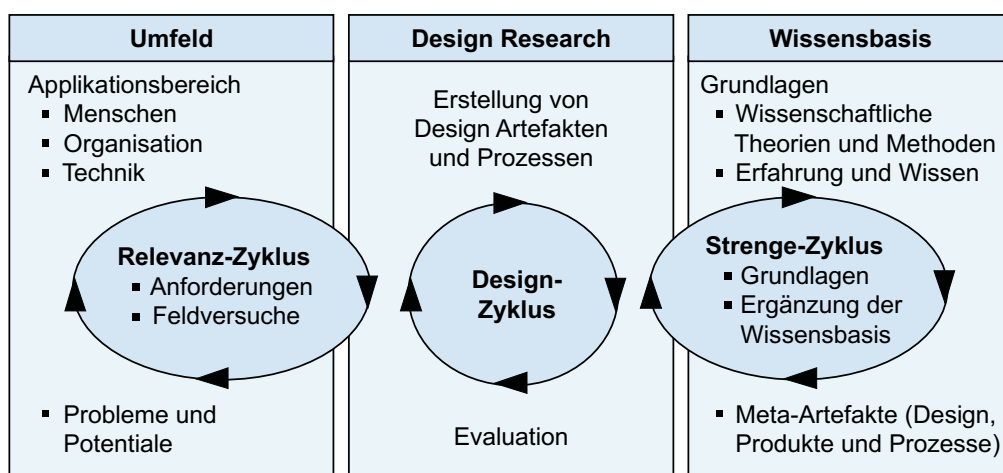 Umfeld
Applikationsbereich
▪ Menschen
▪ Organisation
▪ Technik
Relevanz-Zyklus
▪ Anforderungen
▪ Feldversuche
▪ Probleme und
Potentiale
Design Research
Erstellung von
Design Artefakten
und Prozessen
Design-
Zyklus
Evaluation
Wissensbasis
Grundlagen
▪ Wissenschaftliche
Theorien und Methoden
▪ Erfahrung und Wissen
Strenge-Zyklus
▪ Grundlagen
▪ Ergänzung der
Wissensbasis
▪ Meta-Artefakte (Design,
Produkte und Prozesse)